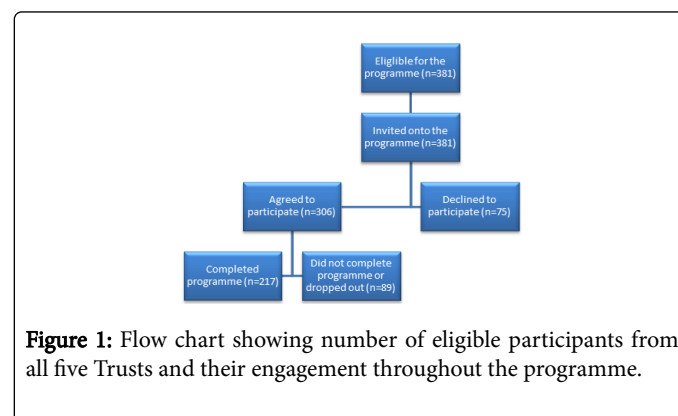 Eliglible for the
programme (n=381)
Invited onto the
programme (n=381)
Agreed to
participate (n=306)
Declined to
participate (n=75)
Completed
programme (n=217)
Did not complete
programme or
dropped out (n=89)
Figure 1: Flow chart showing number of eligible participants from
all five Trusts and their engagement throughout the programme.